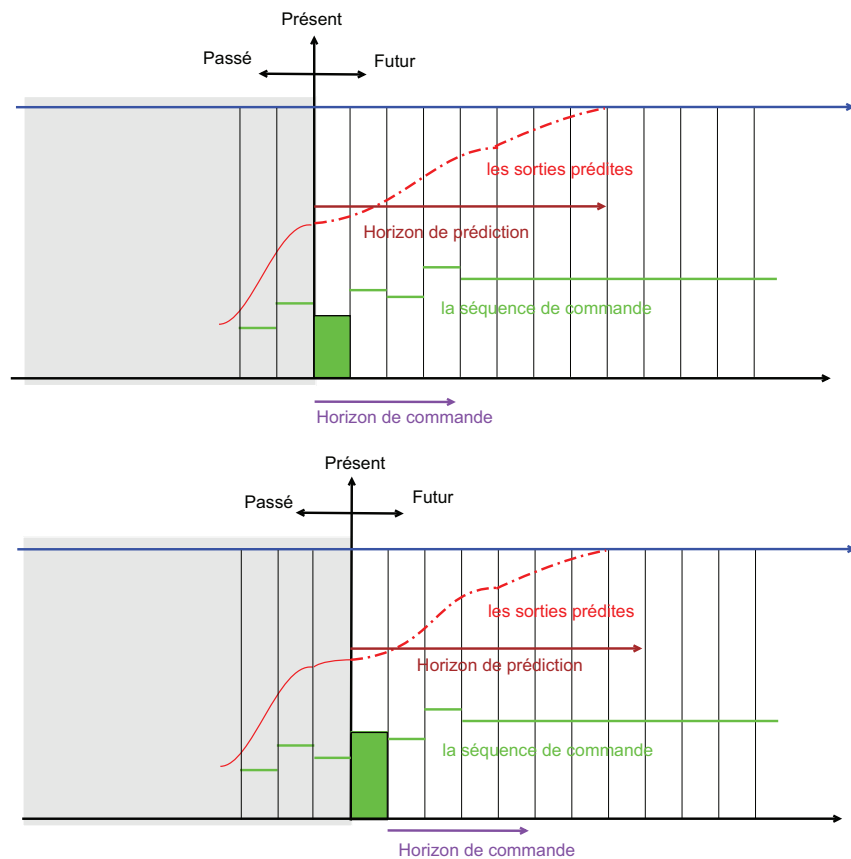 Présent
Passé
Futur
les sorties prédites
Horizon de prédiction
la séquence de commande
Horizon de commande
Présent
Passé
Futur
les sorties prédites
Horizon de prédiction
la séquence de commande
Horizon de commande